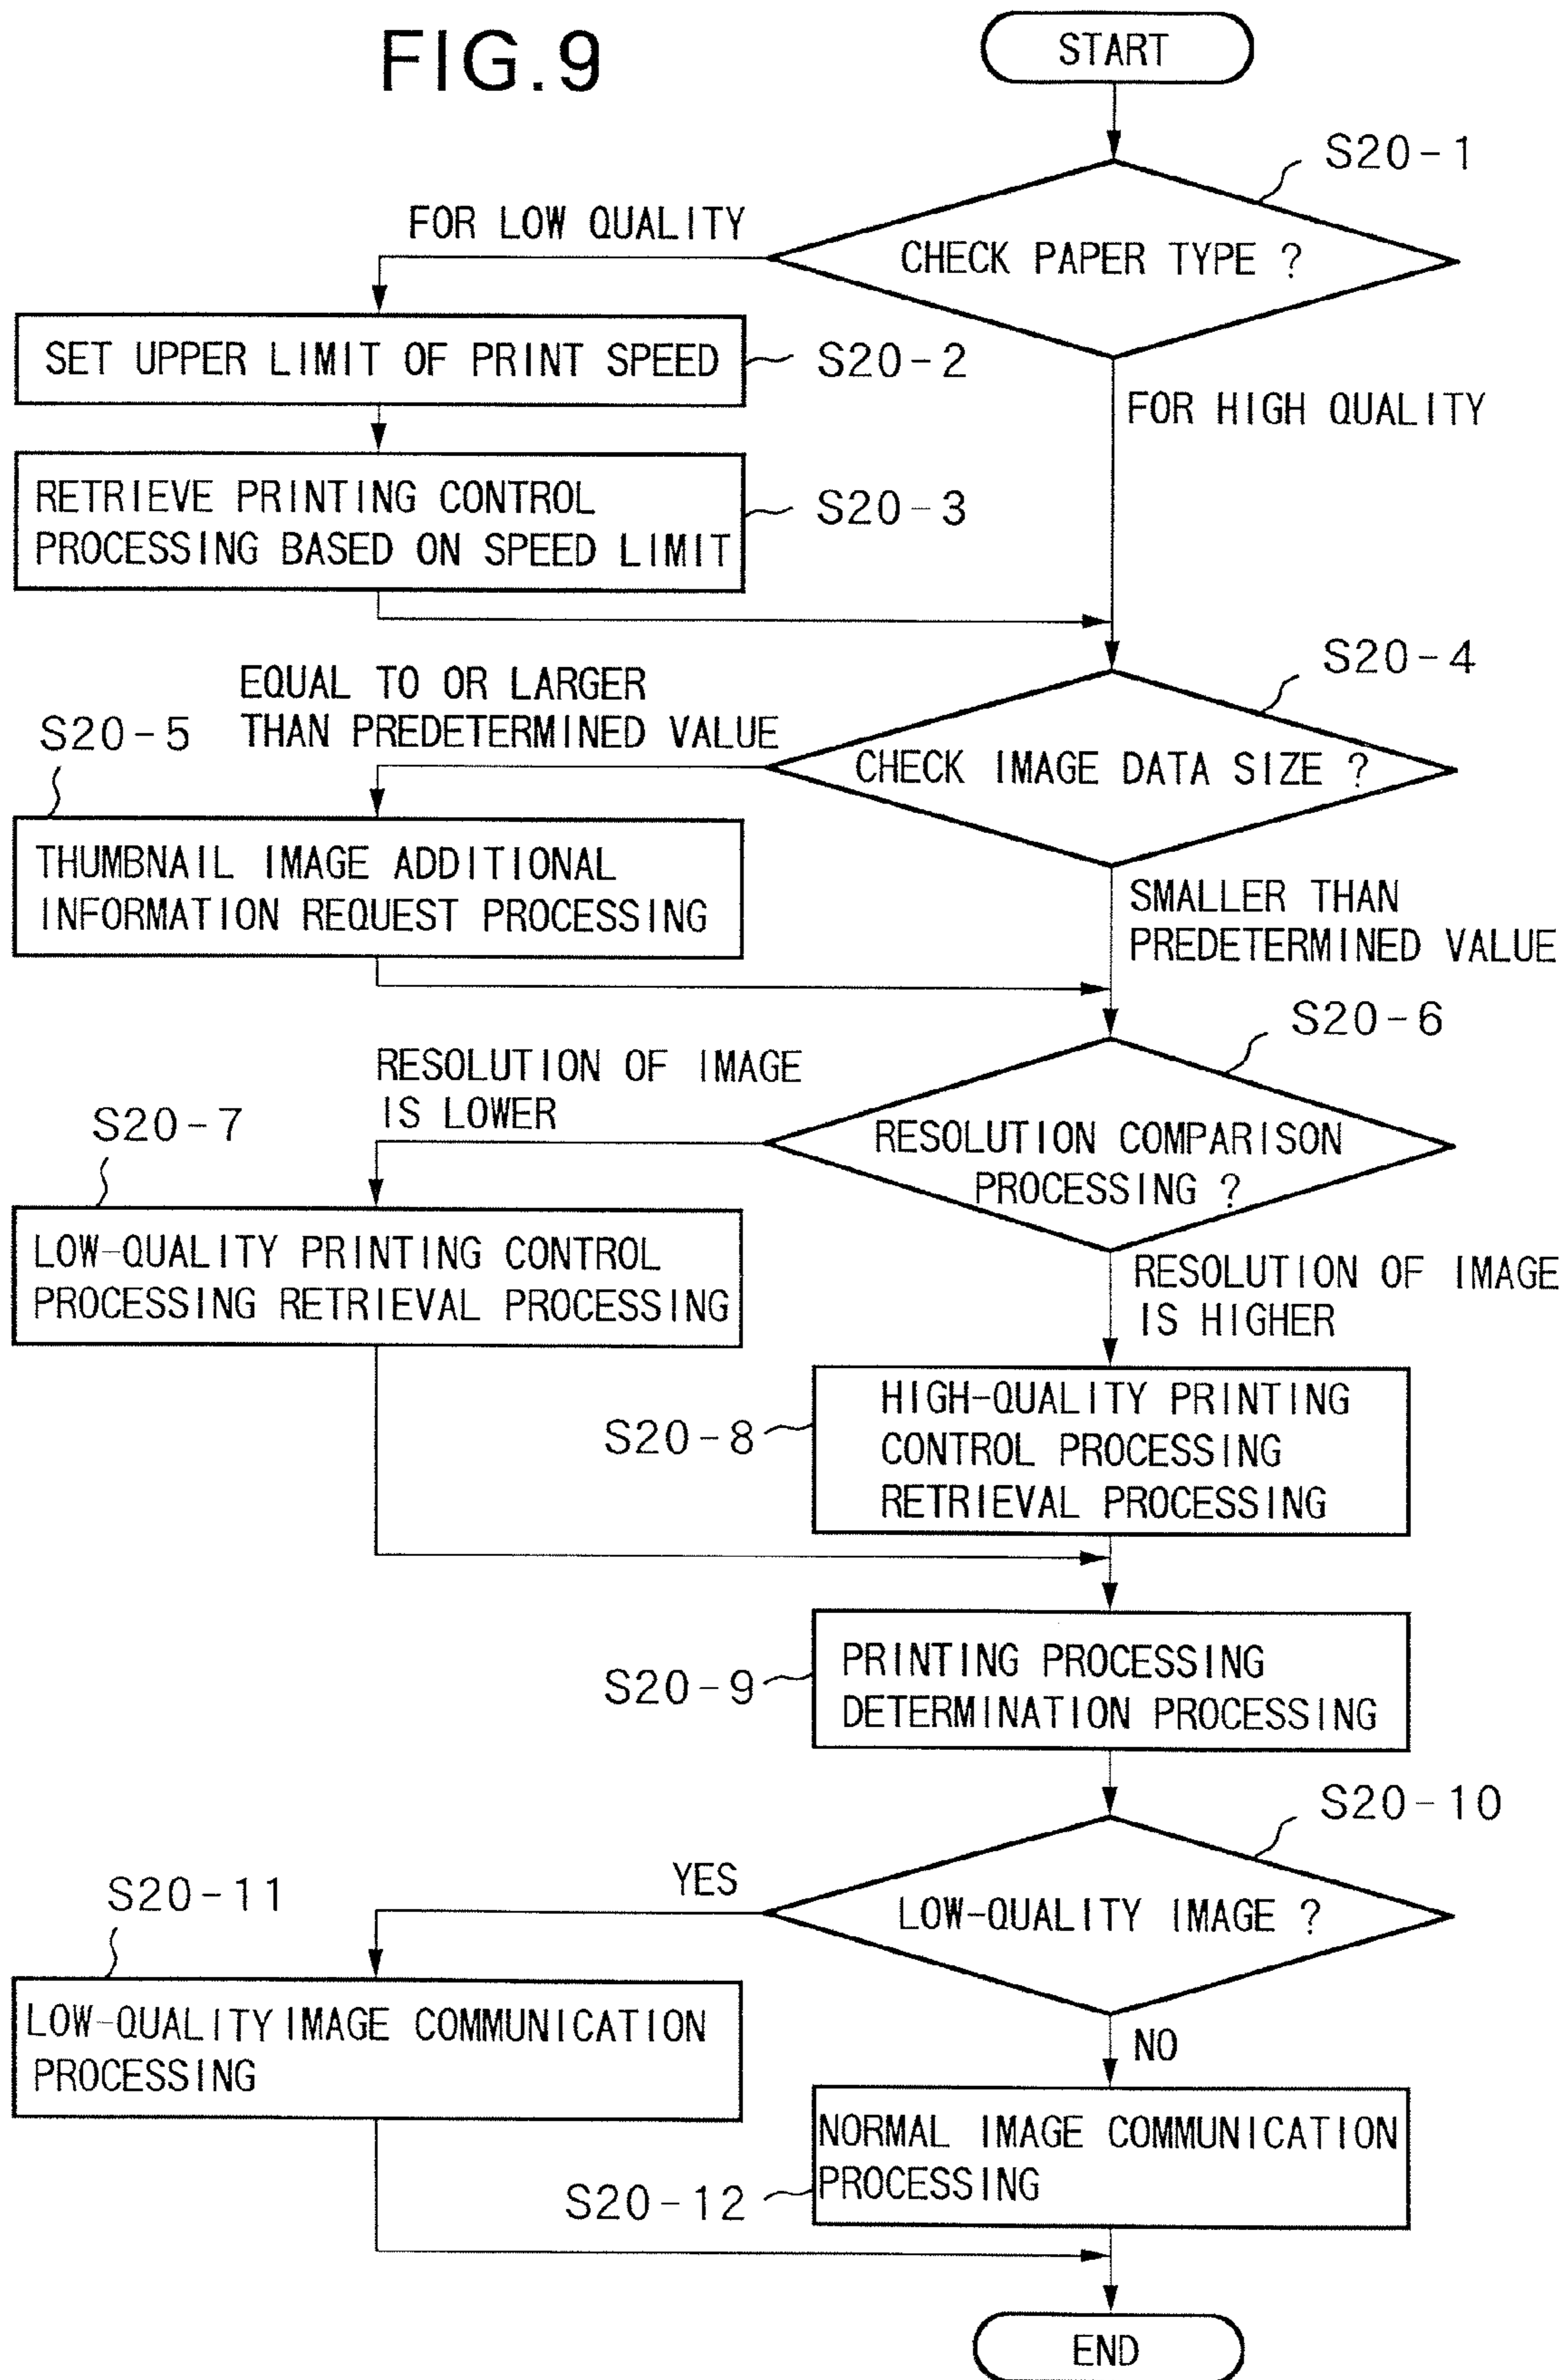 FIG.9
START
S20-1
CHECK PAPER TYPE ?
FOR LOW QUALITY
SET UPPER LIMIT OF PRINT SPEED
S20-2
FOR HIGH QUALITY
RETRIEVE PRINTING CONTROL
PROCESSING BASED ON SPEED LIMIT
S20-3
S20-4
CHECK IMAGE DATA SIZE ?
EQUAL TO OR LARGER
THAN PREDETERMINED VALUE
S20-5
THUMBNAIL IMAGE ADDITIONAL
INFORMATION REQUEST PROCESSING
SMALLER THAN
PREDETERMINED VALUE
S20-6
RESOLUTION COMPARISON
PROCESSING ?
RESOLUTION OF IMAGE
IS LOWER
S20-7
LOW-QUALITY PRINTING CONTROL
PROCESSING RETRIEVAL PROCESSING
RESOLUTION OF IMAGE
IS HIGHER
S20-8
HIGH-QUALITY PRINTING
CONTROL PROCESSING
RETRIEVAL PROCESSING
S20-9
PRINTING PROCESSING
DETERMINATION PROCESSING
S20-10
LOW-QUALITY IMAGE ?
YES
S20-11
LOW-QUALITY IMAGE COMMUNICATION
PROCESSING
NO
NORMAL IMAGE COMMUNICATION
PROCESSING
S20-12
END